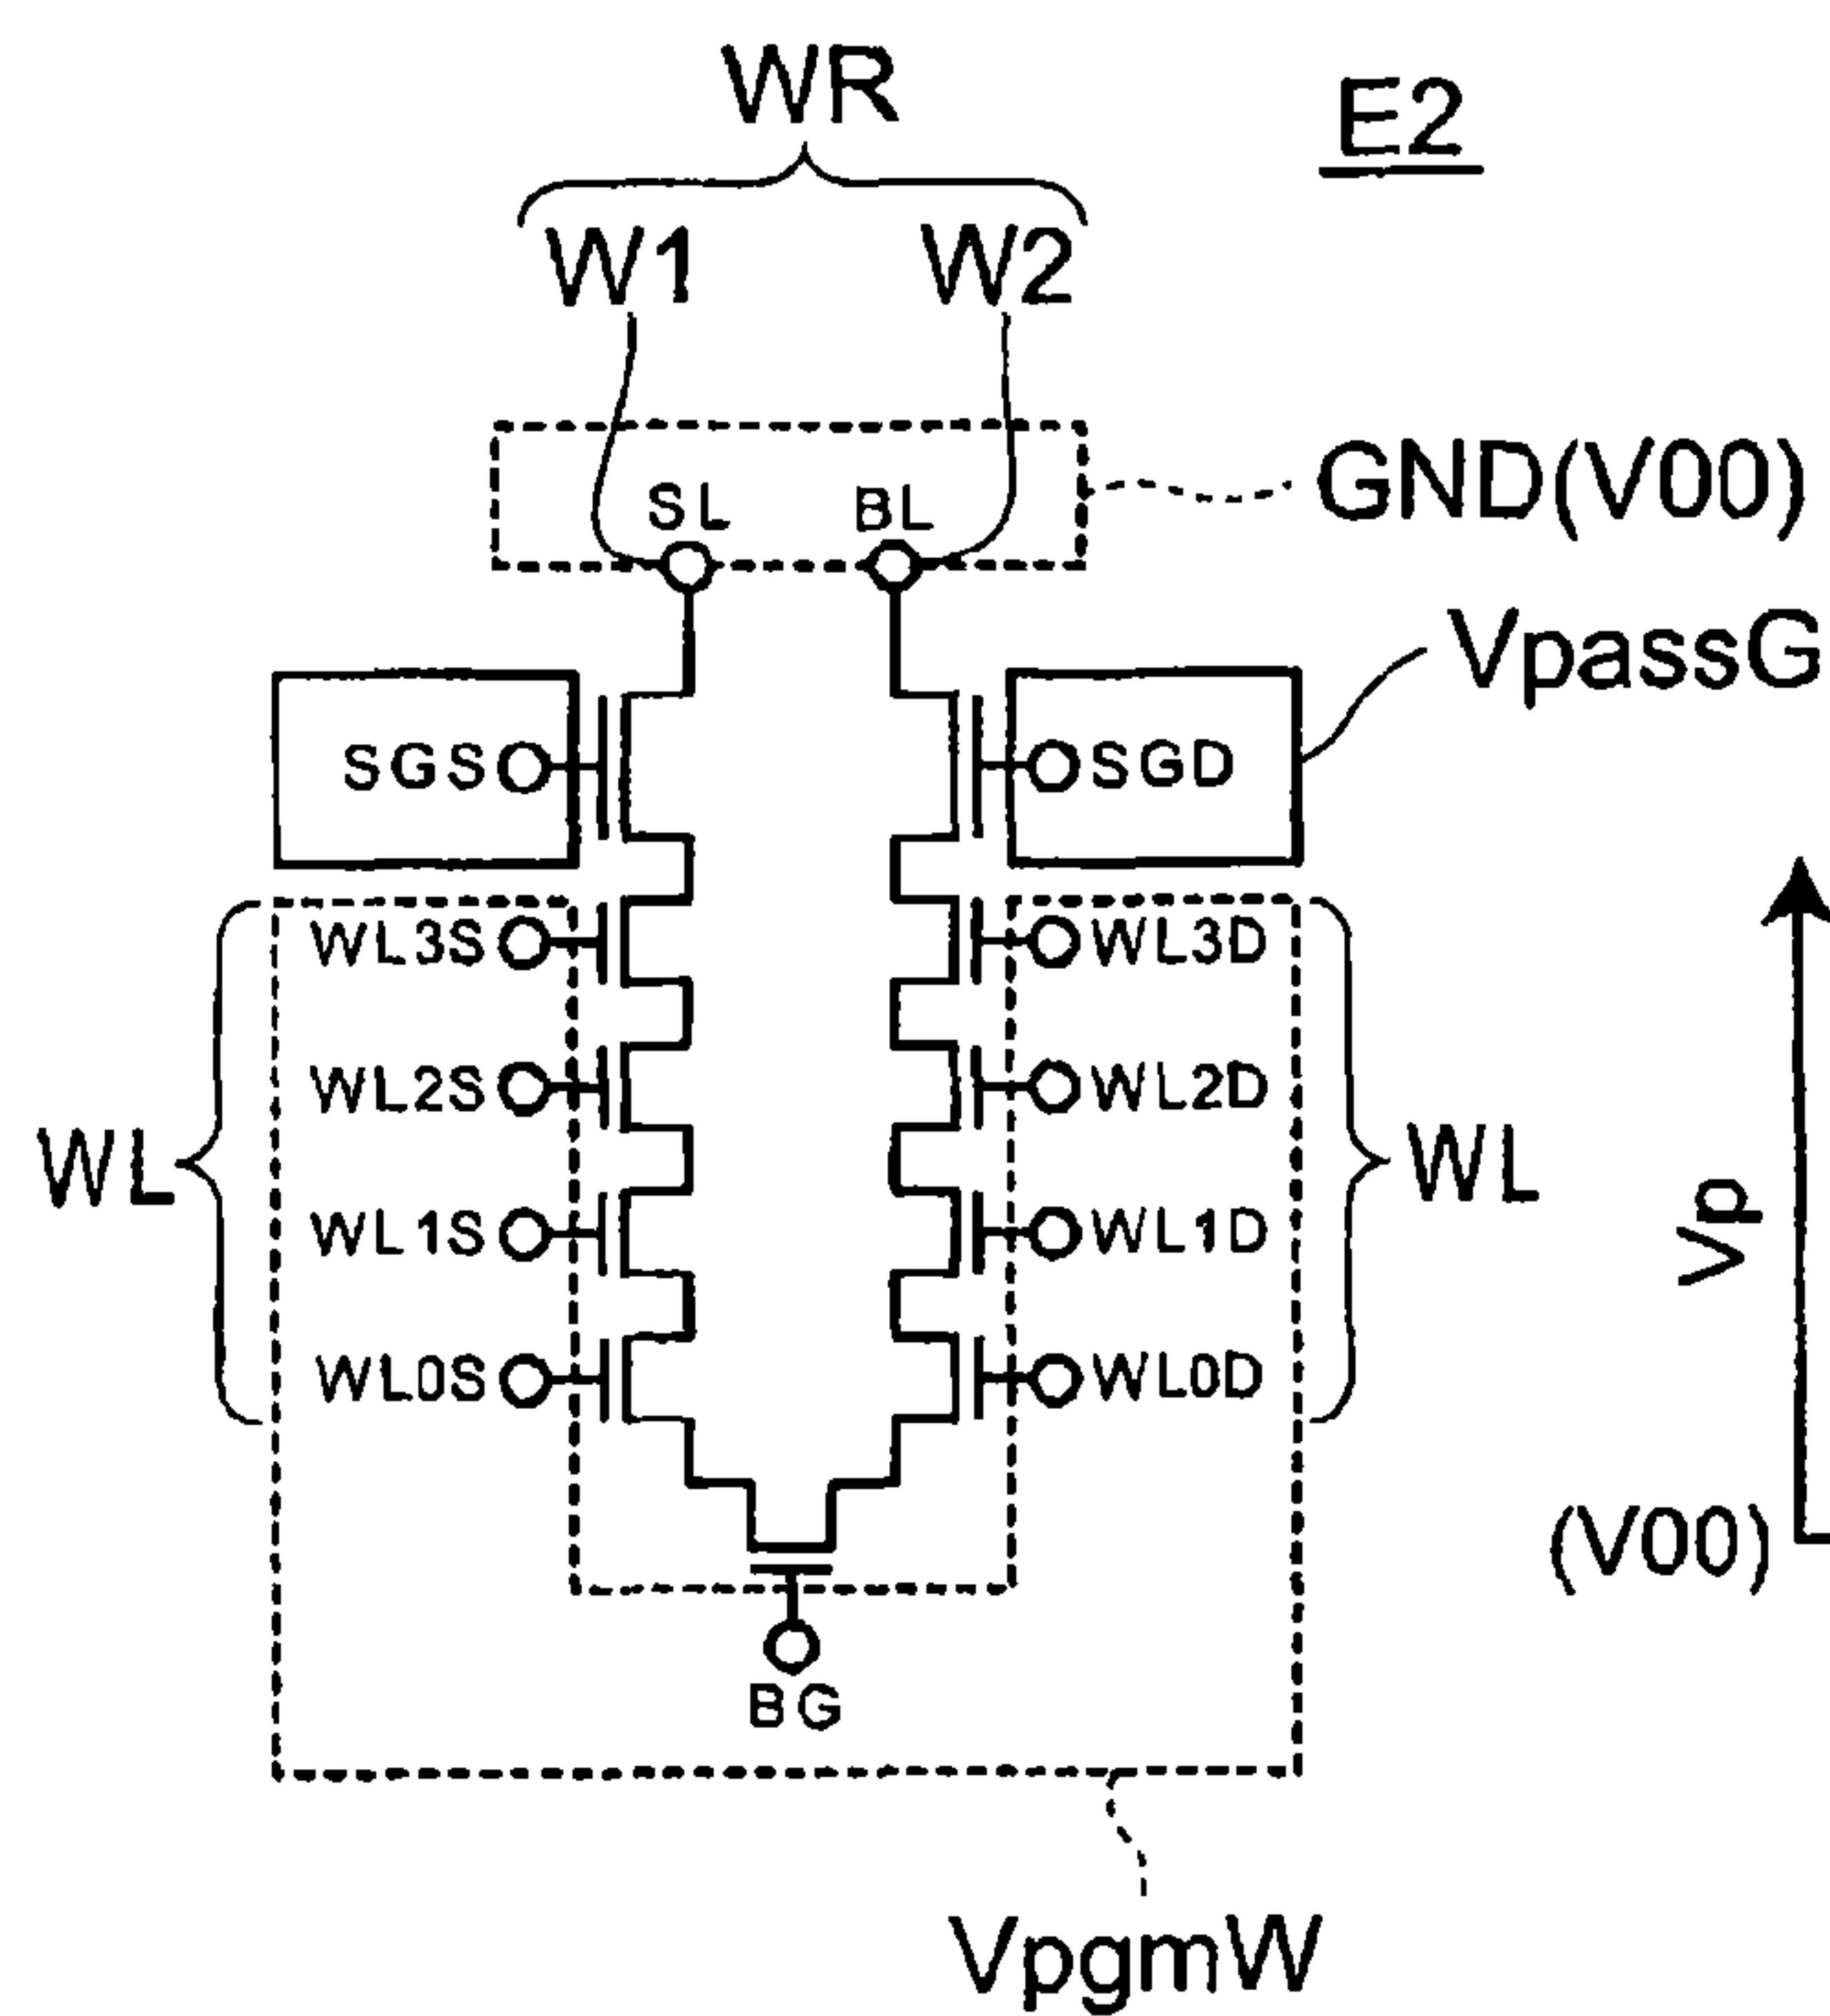 WR
E2
W1 W2
GND(V00)
SL BL
VpassG
SGS SGD
WL3S WL3D
WL2S WL2D
WL WL
Vp
WL1S WL1D
WL0S WL0D
(V00)
BG
VpgmW